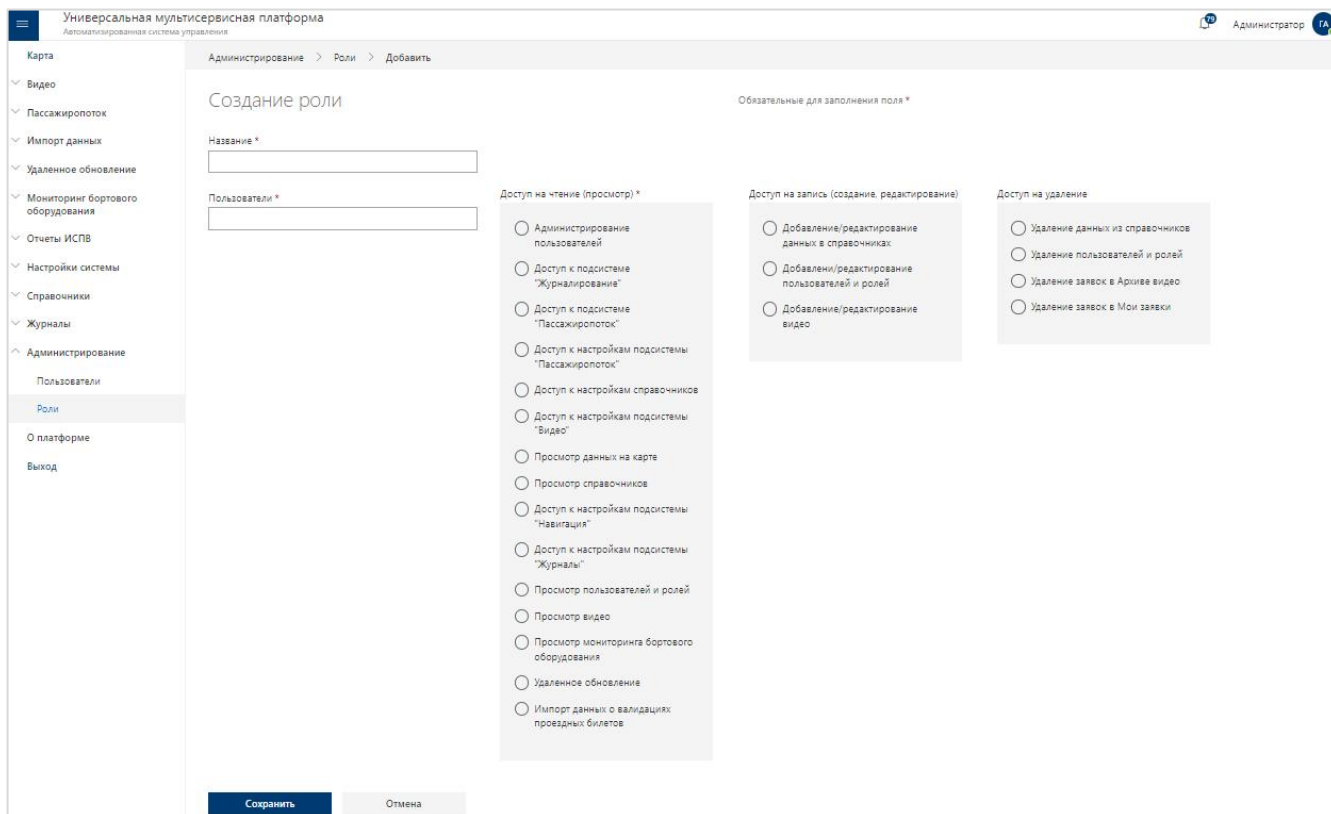 Универсальная мультисервисная платформа
Автоматизированная система управления
79
Администратор
ГА
Карта
Видео
Пассажиропоток
Импорт данных
Удаленное обновление
Мониторинг бортового
оборудования
Отчеты ИСПВ
Настройки системы
Справочники
Журналы
Администрирование
Пользователи
Роли
О платформе
Выход
Администрирование > Роли > Добавить
Создание роли
Обязательные для заполнения поля *
Название *
Пользователи *
Доступ на чтение (просмотр) *
Администрирование
пользователей
Доступ к подсистеме
"Журналирование"
Доступ к подсистеме
"Пассажиропоток"
Доступ к настройкам подсистемы
"Пассажиропоток"
Доступ к настройкам справочников
Доступ к настройкам подсистемы
"Видео"
Просмотр данных на карте
Просмотр справочников
Доступ к настройкам подсистемы
"Навигация"
Доступ к настройкам подсистемы
"Журналы"
Просмотр пользователей и ролей
Просмотр видео
Просмотр мониторинга бортового
оборудования
Удаленное обновление
Импорт данных о валидациях
проездных билетов
Доступ на запись (создание, редактирование)
Добавление/редактирование
данных в справочниках
Добавлени/редактирование
пользователей и ролей
Добавление/редактирование
видео
Доступ на удаление
Удаление данных из справочников
Удаление пользователей и ролей
Удаление заявок в Архиве видео
Удаление заявок в Мои заявки
Сохранить
Отмена